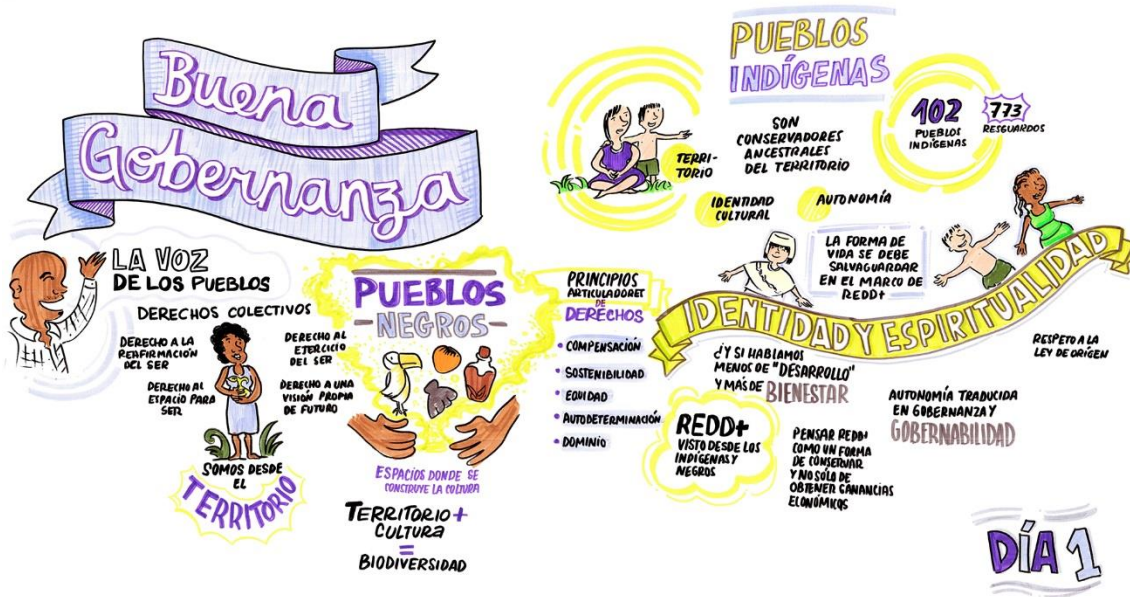 Buena
Gobernanza
LA VOZ
DE LOS PUEBLOS
DERECHOS COLECTIVOS
DERECHO A LA
REAFIRMACIÓN
DEL SER
DERECHO AL
EJERCICIO
DEL SER
DERECHO AL
ESPACIO PARA
SER
DERECHO A UNA
VISIÓN PROPIA
DE FUTURO
SOMOS DESDE
EL
TERRITORIO
PUEBLOS
NEGROS
ESPACIOS DONDE SE
CONSTRUYE LA CULTURA
TERRITORIO +
CULTURA
=
BIODIVERSIDAD
PRINCIPIOS
ARTICULADORET
DE
DERECHOS
• COMPENSACIÓN
• SOSTENIBILIDAD
• EQUIDAD
• AUTODETERMINACIÓN
• DOMINIO
PUEBLOS
INDÍGENAS
TERRI-
TORIO
SON
CONSERVADORES
ANCESTRALES
DEL TERRITORIO
102
PUEBLOS
INDÍGENAS
773
RESGUARDOS
IDENTIDAD
CULTURAL
AUTONOMÍA
LA FORMA DE
VIDA SE DEBE
SALVAGUARDAR
EN EL MARCO DE
REDD+
IDENTIDAD Y ESPIRITUALIDAD
¿Y SI HABLAMOS
MENOS DE "DESARROLLO"
Y MÁS DE BIENESTAR
RESPETO A LA
LEY DE ORÍGEN
REDD+
VISTO DESDE LOS
INDÍGENAS Y
NEGROS
PENSAR REDD+
COMO UN FORMA
DE CONSERVAR
Y NO SÓLO DE
OBTENER GANANCIAS
ECONÓMICAS
AUTONOMÍA TRADUCIDA
EN GOBERNANZA Y
GOBERNABILIDAD
DÍA 1